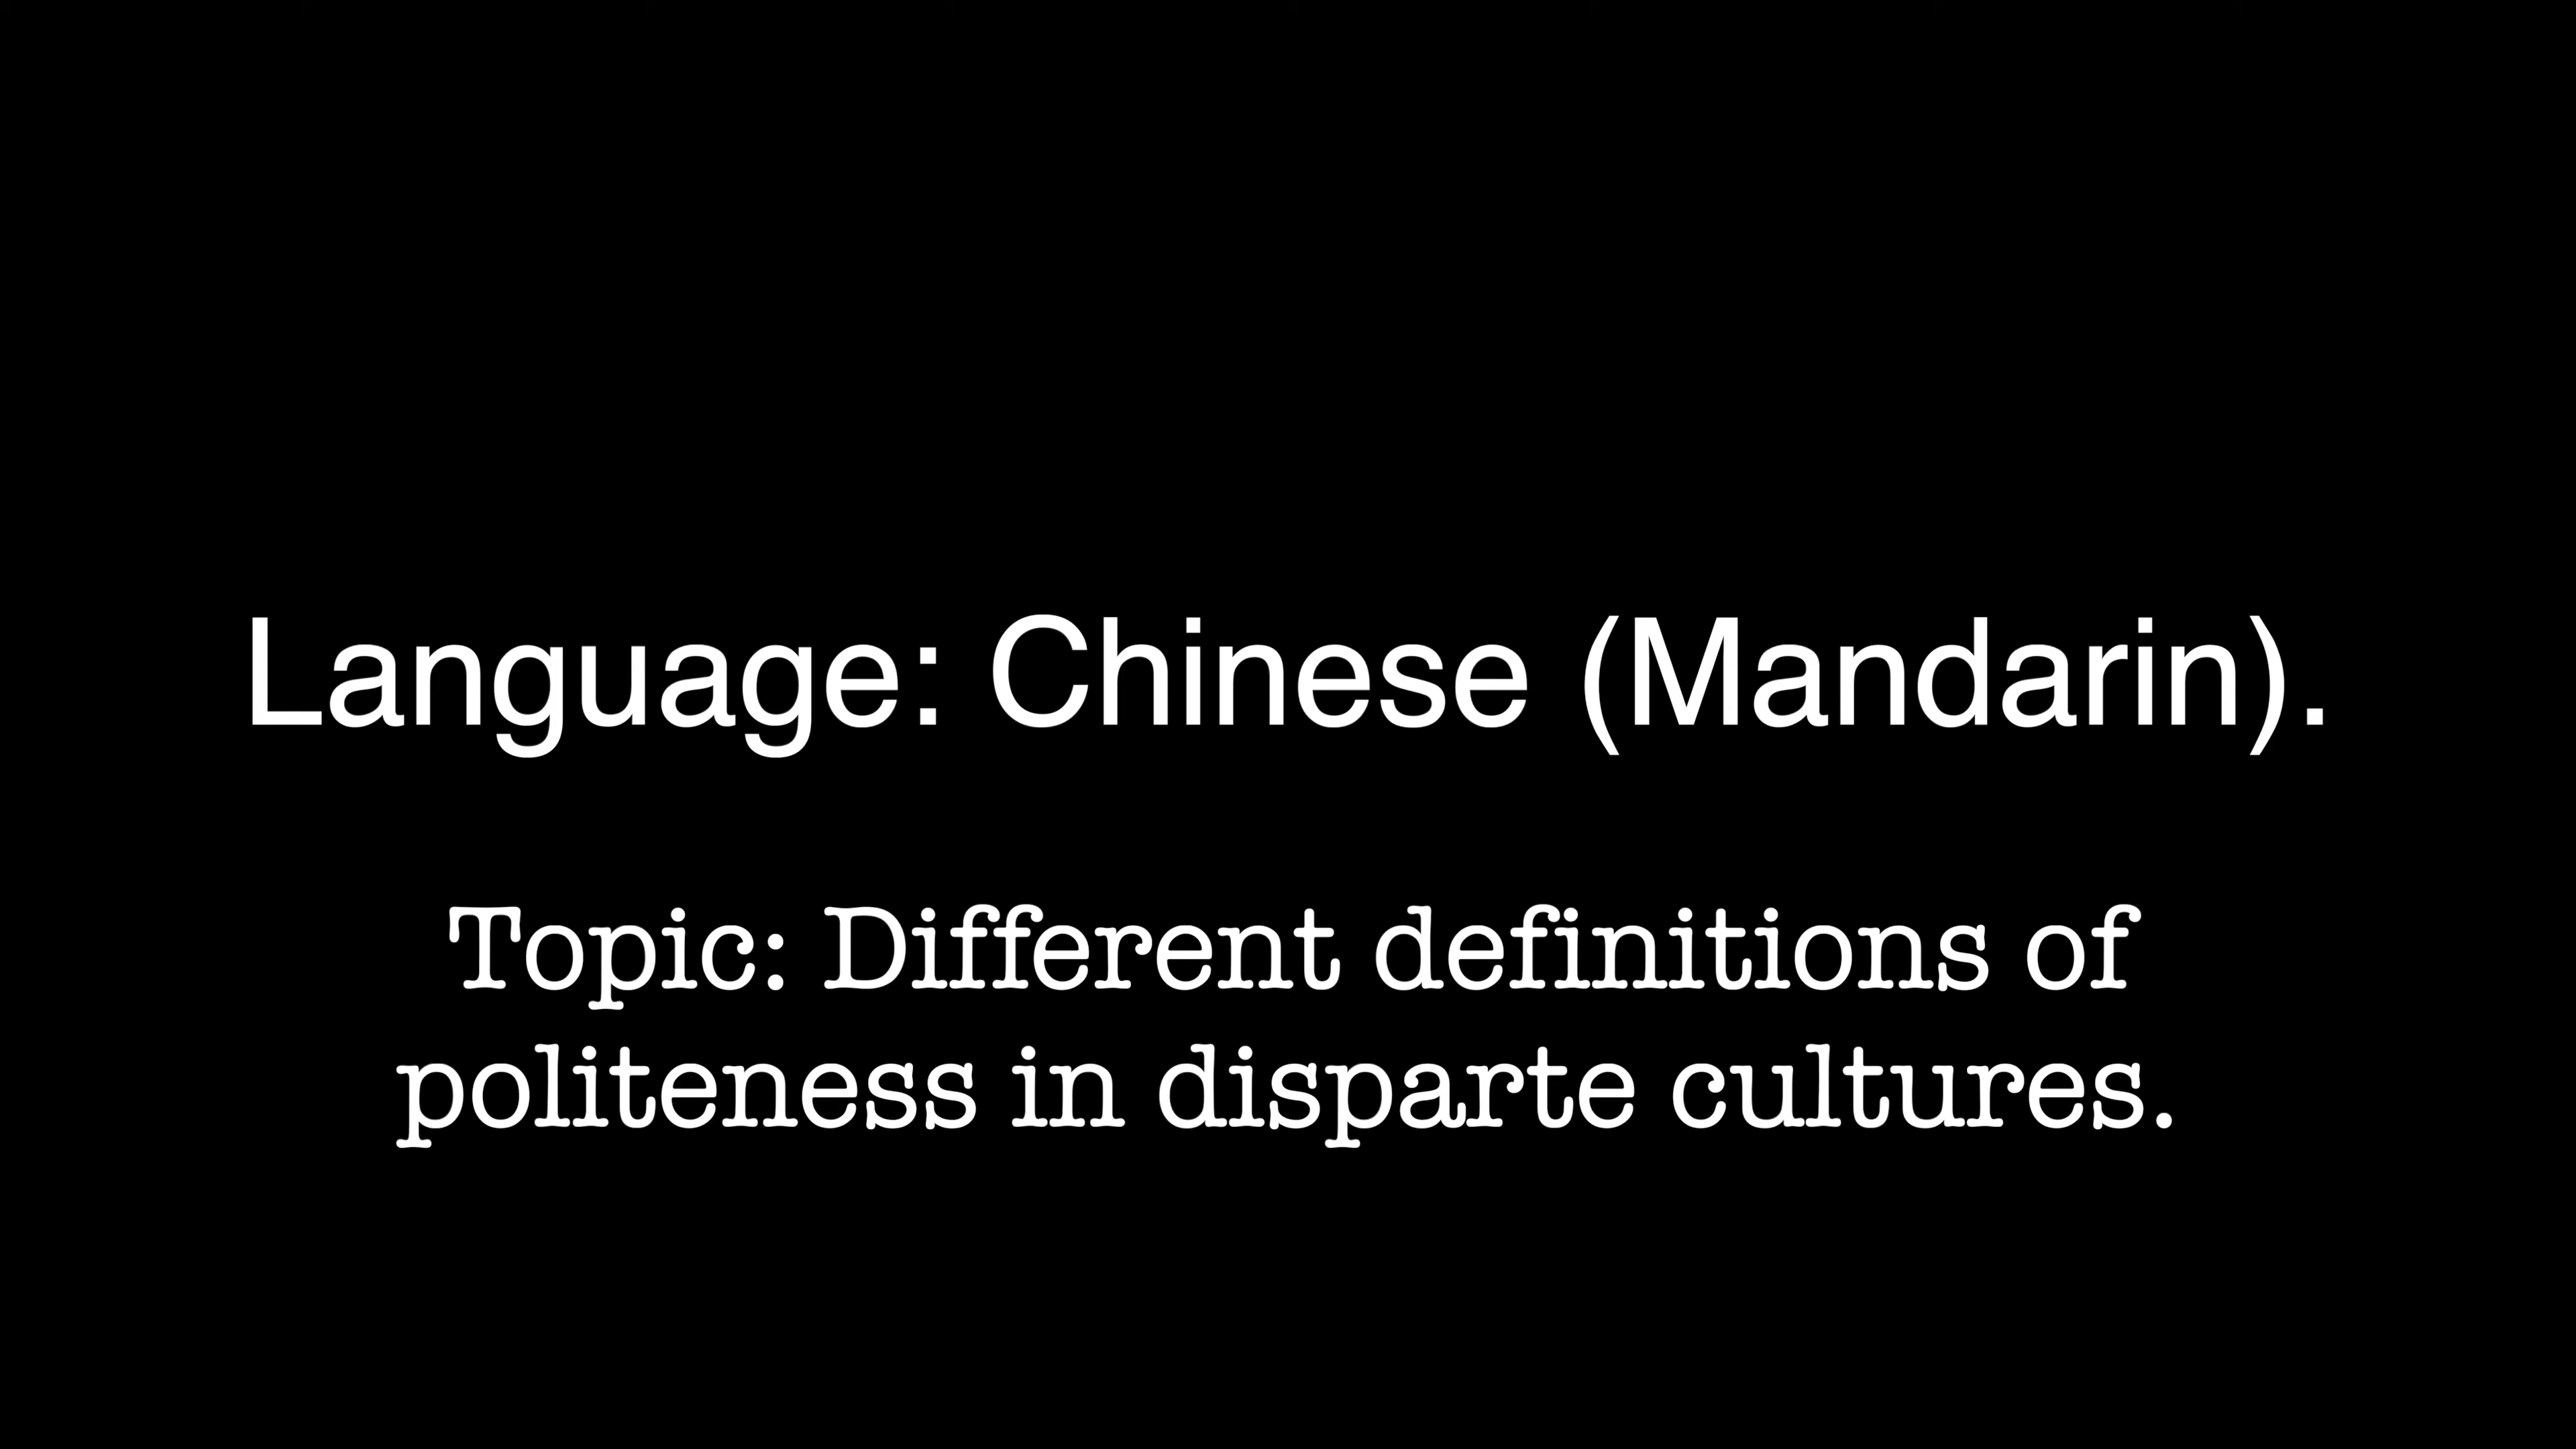 Language: Chinese (Mandarin).
Topic: Different definitions of
politeness in disparte cultures.